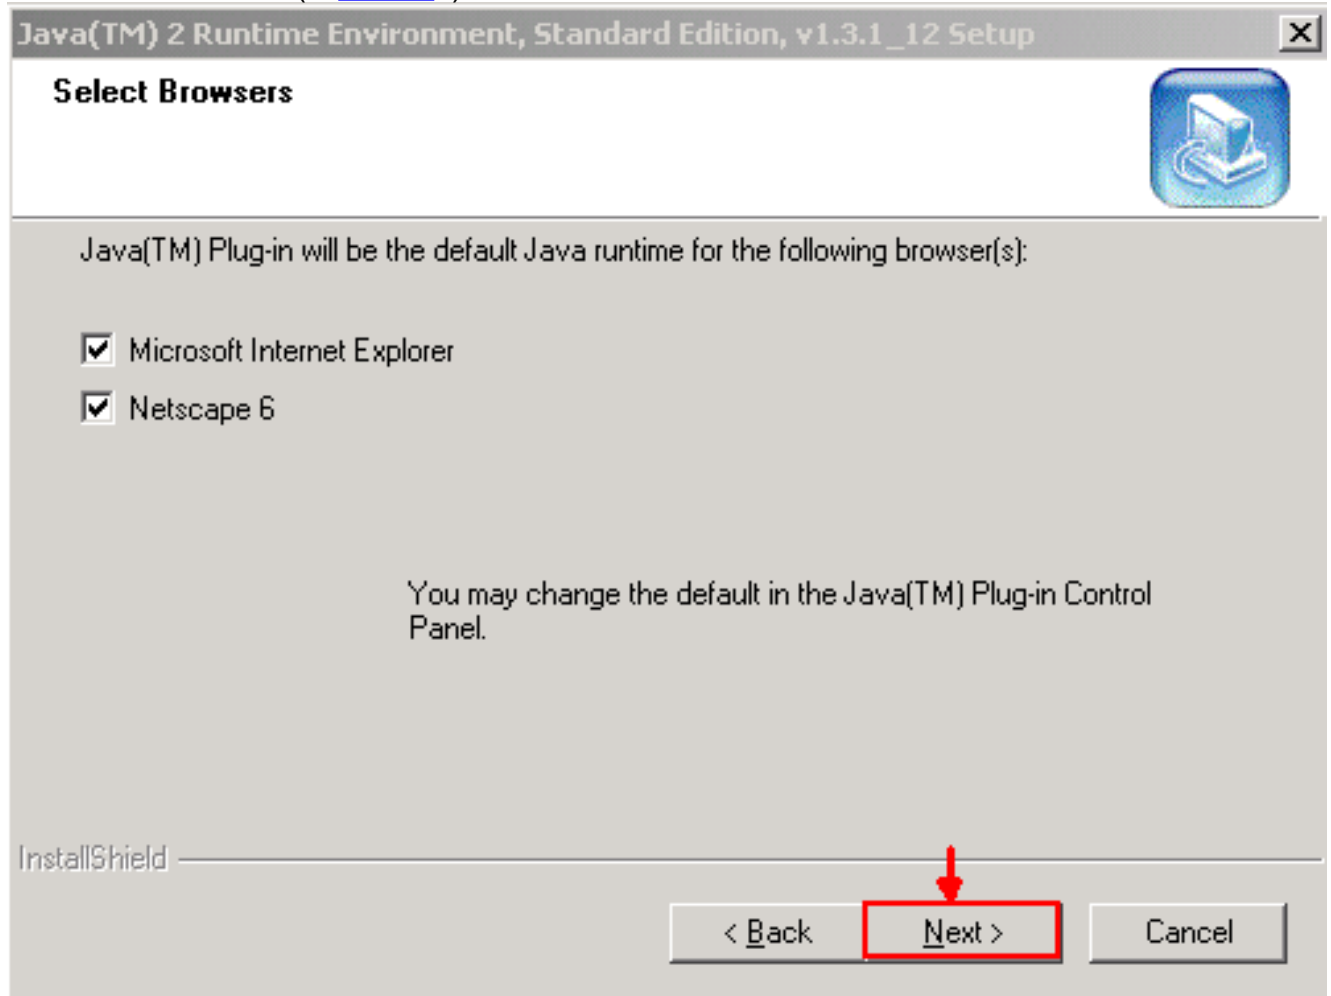 Java(TM) 2 Runtime Environment, Standard Edition, v1.3.1_12 Setup
Select Browsers
Java(TM) Plug-in will be the default Java runtime for the following browser(s):
Microsoft Internet Explorer
Netscape 6
You may change the default in the Java(TM) Plug-in Control
Panel.
InstallShield
< Back
Next >
Cancel